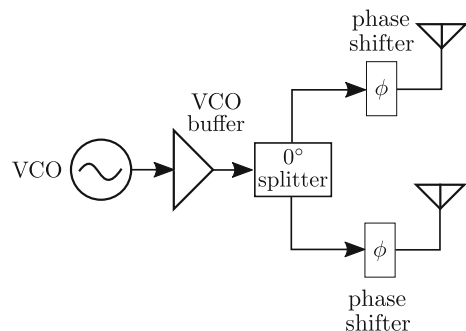 phase
shifter
VCO
buffer
ϕ
VCO
0°
splitter
ϕ
phase
shifter